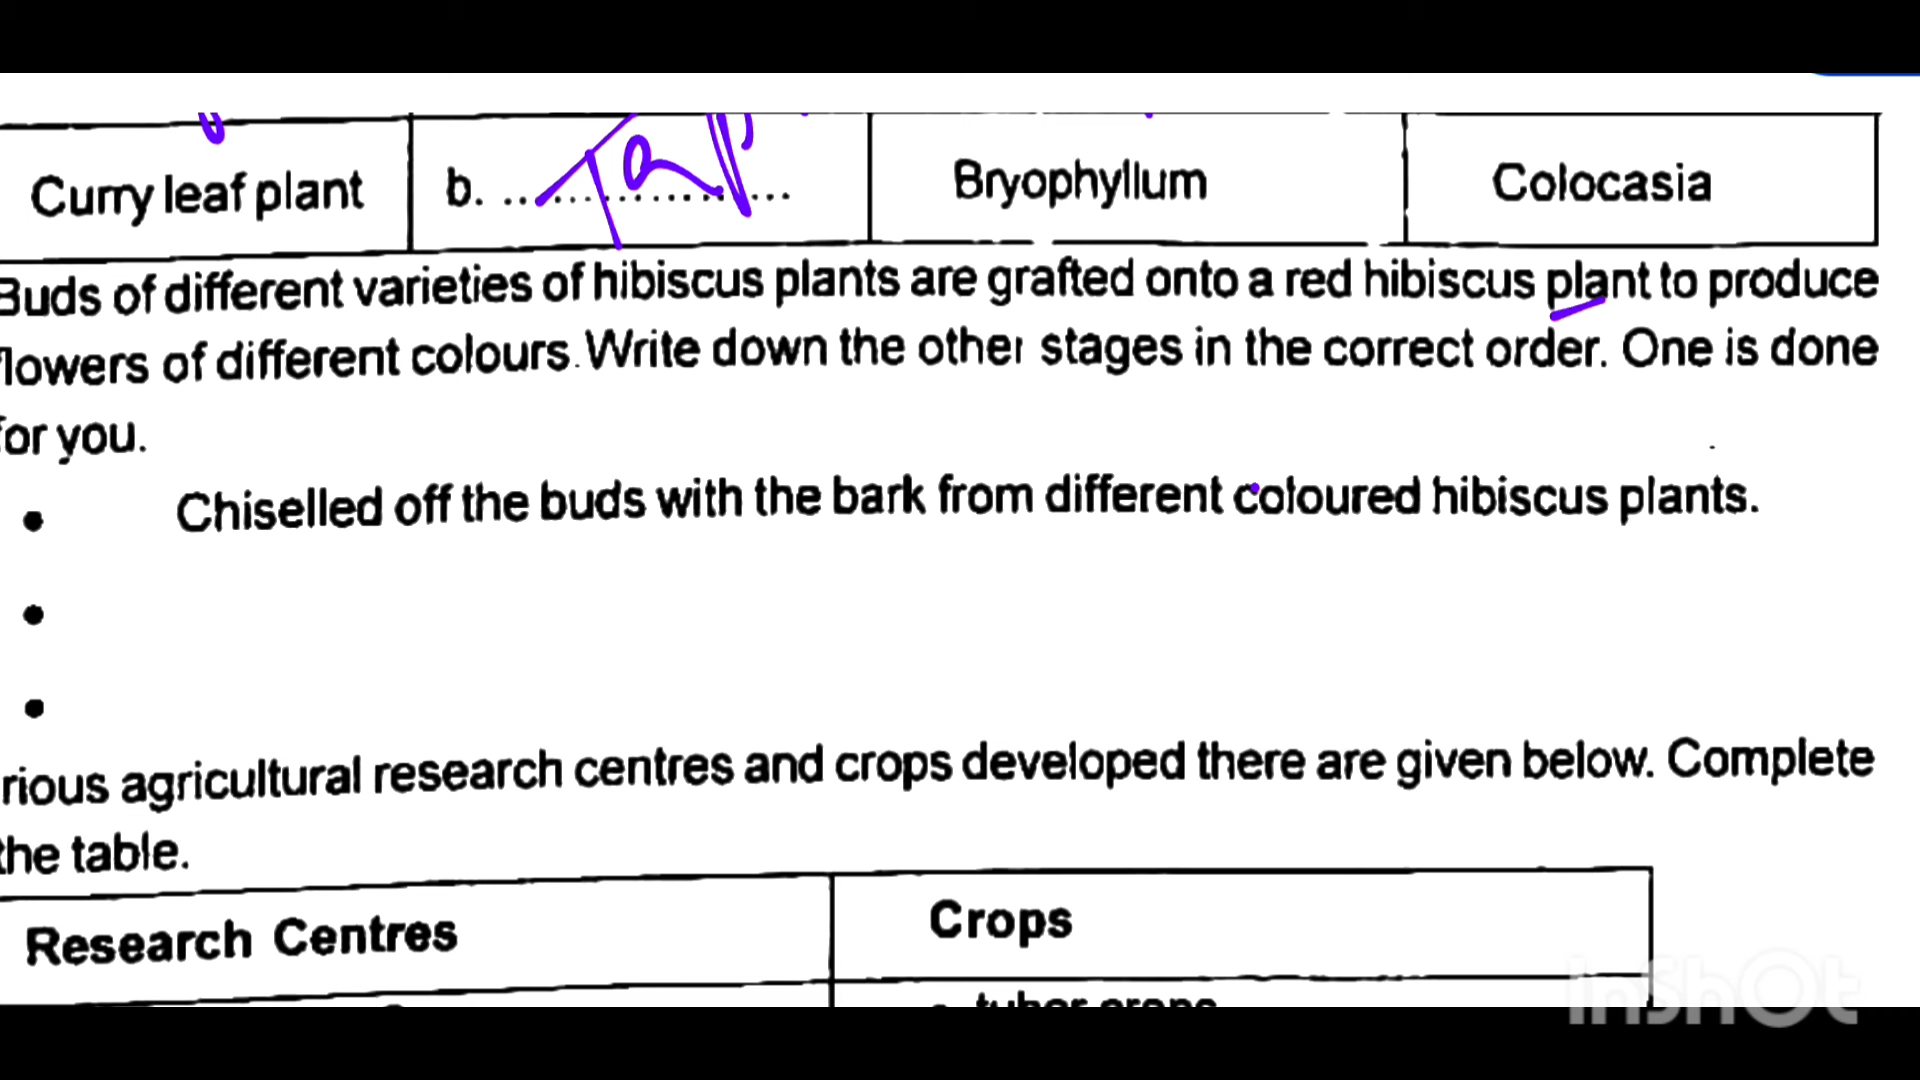 Curry leaf plant b. .................... Tap Bryophyllum Colocasia
Buds of different varieties of hibiscus plants are grafted onto a red hibiscus plant to produce
flowers of different colours. Write down the other stages in the correct order. One is done
for you.
• Chiselled off the buds with the bark from different coloured hibiscus plants.
•
•
rious agricultural research centres and crops developed there are given below. Complete
the table.
Research Centres Crops
tuber crops
InShOt